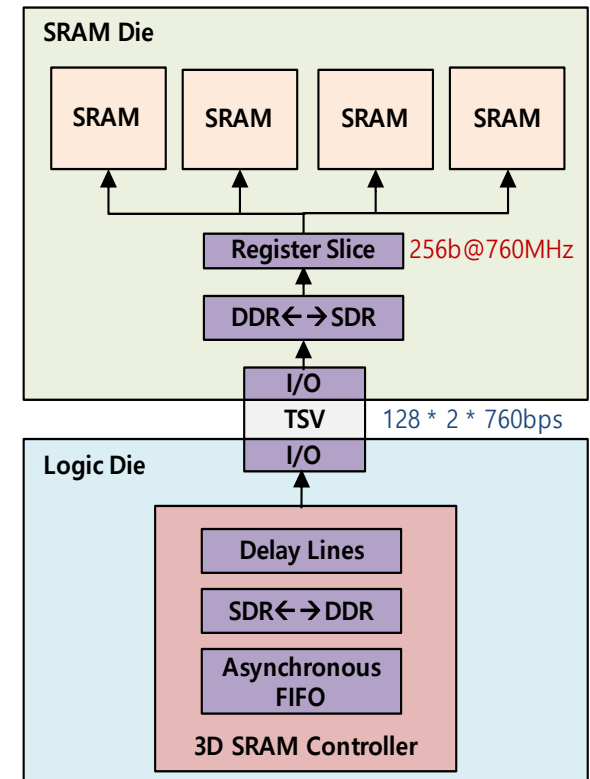 SRAM Die
SRAM SRAM SRAM SRAM
Register Slice 256b@760MHz
DDR←→SDR
I/O
TSV 128 * 2 * 760bps
I/O
Logic Die
Delay Lines
SDR←→DDR
Asynchronous
FIFO
3D SRAM Controller